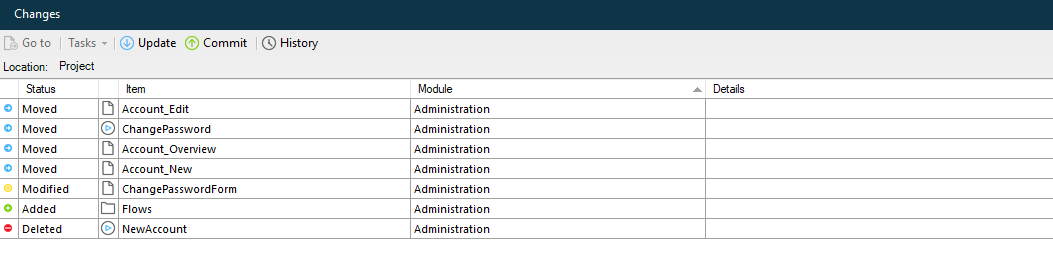 Changes
Go to Tasks Update Commit History
Location: Project
Status Item Module Details
Moved Account_Edit Administration
Moved ChangePassword Administration
Moved Account_Overview Administration
Moved Account_New Administration
Modified ChangePasswordForm Administration
Added Flows Administration
Deleted NewAccount Administration